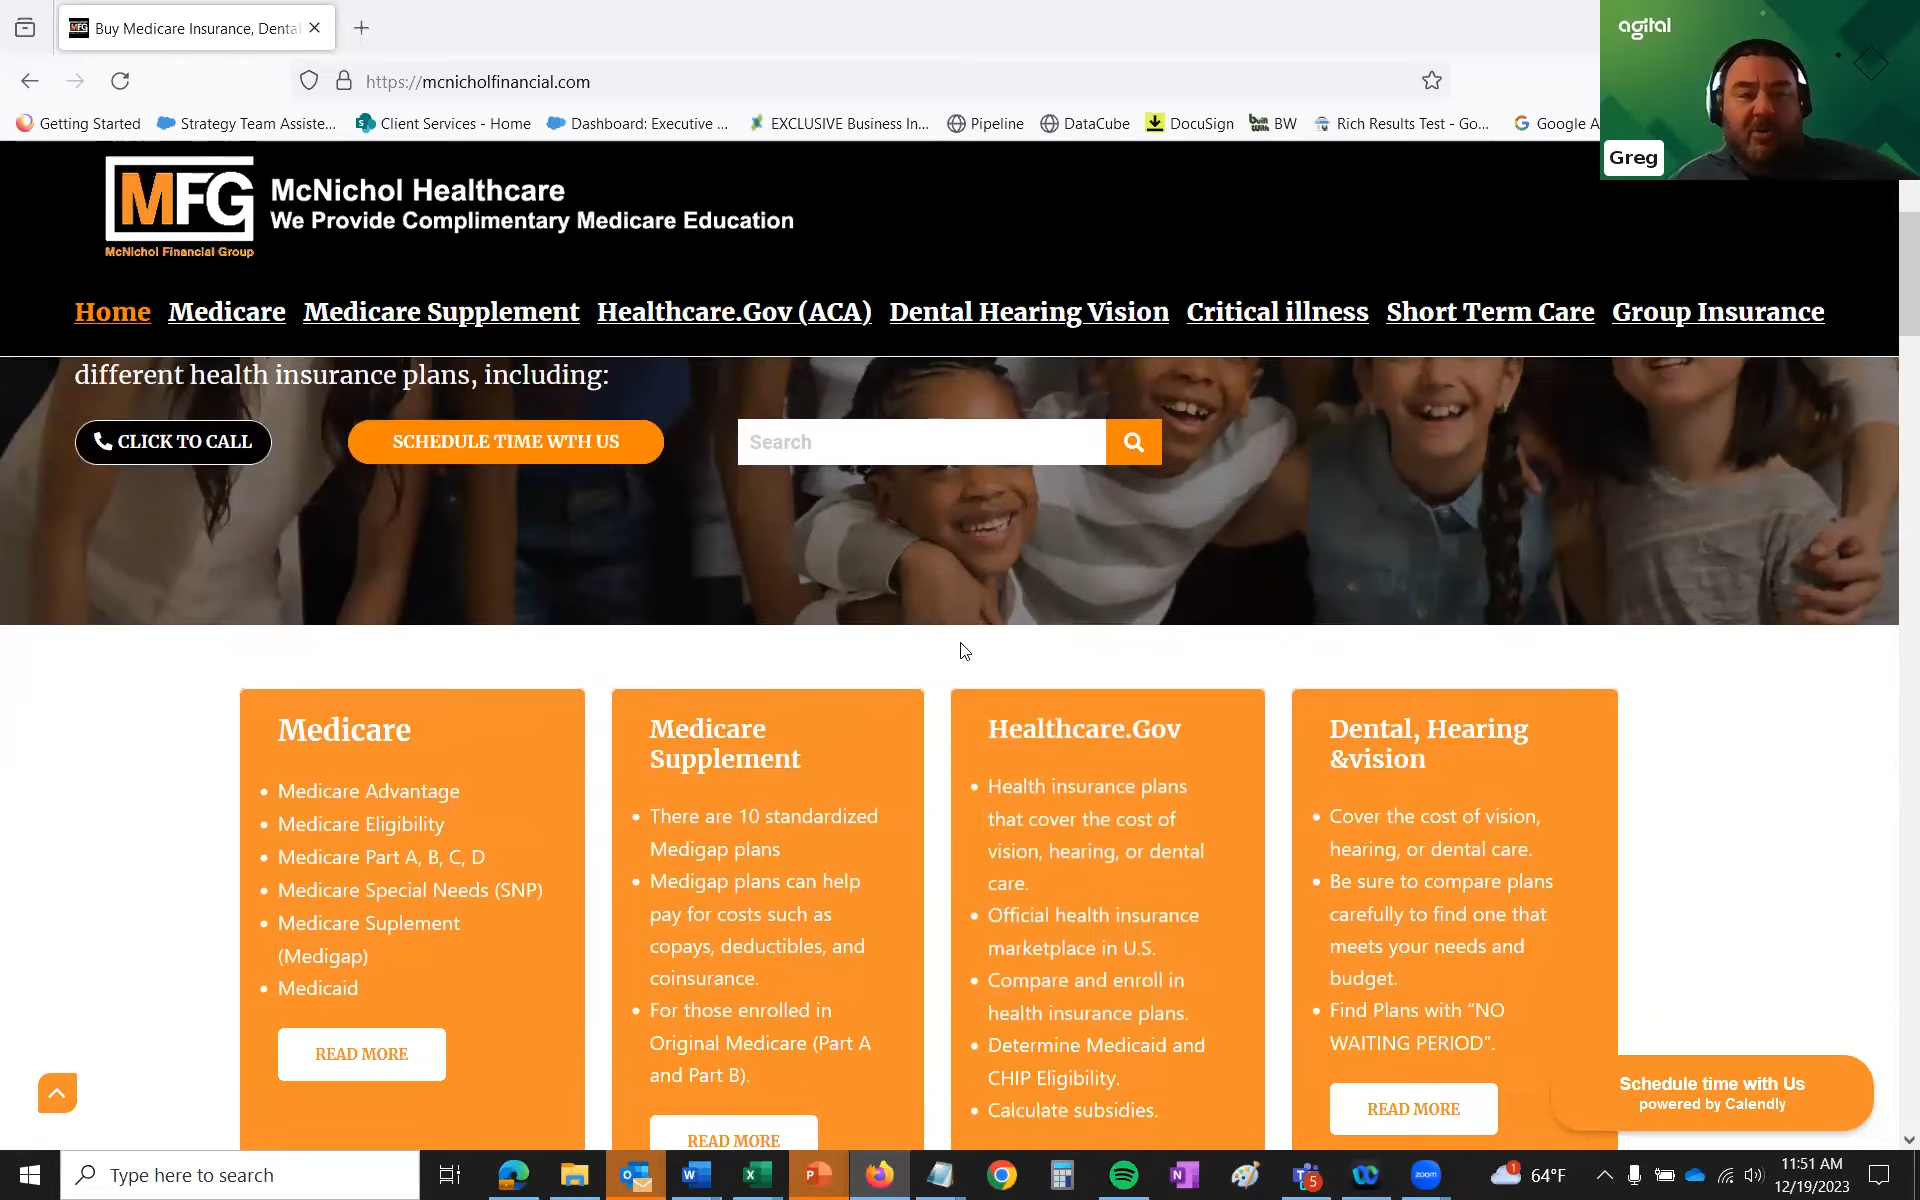 Buy Medicare Insurance, Denta
agital
https://mcnicholfinancial.com
Getting Started
Strategy Team Assiste...
Client Services - Home
Dashboard: Executive ...
EXCLUSIVE Business In...
Pipeline
DataCube
DocuSign
built With BW
Rich Results Test - Go...
G Google A
Greg
MFG
McNichol Financial Group
McNichol Healthcare
We Provide Complimentary Medicare Education
Home Medicare Medicare Supplement Healthcare.Gov (ACA) Dental Hearing Vision Critical illness Short Term Care Group Insurance
different health insurance plans, including:
CLICK TO CALL
SCHEDULE TIME WTH US
Search
Medicare
• Medicare Advantage
• Medicare Eligibility
• Medicare Part A, B, C, D
• Medicare Special Needs (SNP)
• Medicare Suplement
(Medigap)
• Medicaid
READ MORE
Medicare
Supplement
• There are 10 standardized
Medigap plans
• Medigap plans can help
pay for costs such as
copays, deductibles, and
coinsurance.
• For those enrolled in
Original Medicare (Part A
and Part B).
READ MORE
Healthcare.Gov
• Health insurance plans
that cover the cost of
vision, hearing, or dental
care.
• Official health insurance
marketplace in U.S.
• Compare and enroll in
health insurance plans.
• Determine Medicaid and
CHIP Eligibility.
• Calculate subsidies.
Dental, Hearing
&vision
• Cover the cost of vision,
hearing, or dental care.
• Be sure to compare plans
carefully to find one that
meets your needs and
budget.
• Find Plans with “NO
WAITING PERIOD”.
READ MORE
Schedule time with Us
powered by Calendly
Type here to search
zoom
5
1
64°F
11:51 AM
12/19/2023